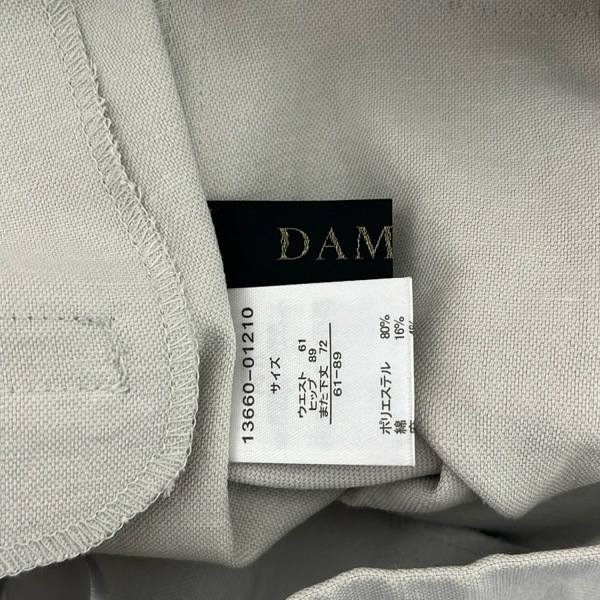 DAM
13660-01210
サイズ
ウエスト 61
ヒップ 89
また下丈 72
61-89
ポリエステル 80%
綿 16%